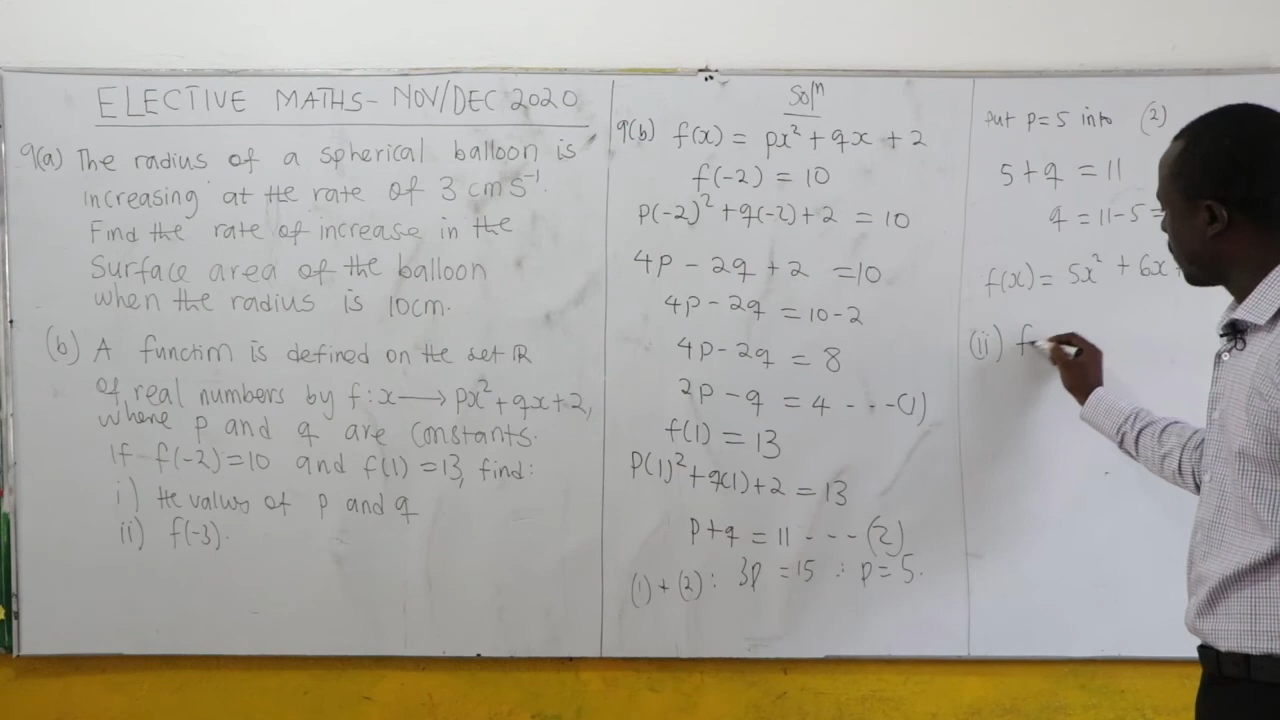 ELECTIVE MATHS - NOV/DEC 2020
9(a) The radius of a spherical balloon is
increasing at the rate of 3 cm s⁻¹.
Find the rate of increase in the
surface area of the balloon
when the radius is 10cm.
(b) A function is defined on the set ℝ
of real numbers by f: x → px² + qx + 2,
where p and q are constants.
If f(-2) = 10 and f(1) = 13, find:
i) the values of p and q
ii) f(-3).
Solⁿ
9(b) f(x) = px² + qx + 2
f(-2) = 10
P(-2)² + q(-2) + 2 = 10
4P - 2q + 2 = 10
4P - 2q = 10 - 2
4P - 2q = 8
2P - q = 4 - - - (1)
f(1) = 13
P(1)² + q(1) + 2 = 13
P + q = 11 - - - (2)
(1) + (2) : 3P = 15 ∴ P = 5.
Put P = 5 into (2)
5 + q = 11
q = 11 - 5 =
f(x) = 5x² + 6x +
(ii) f